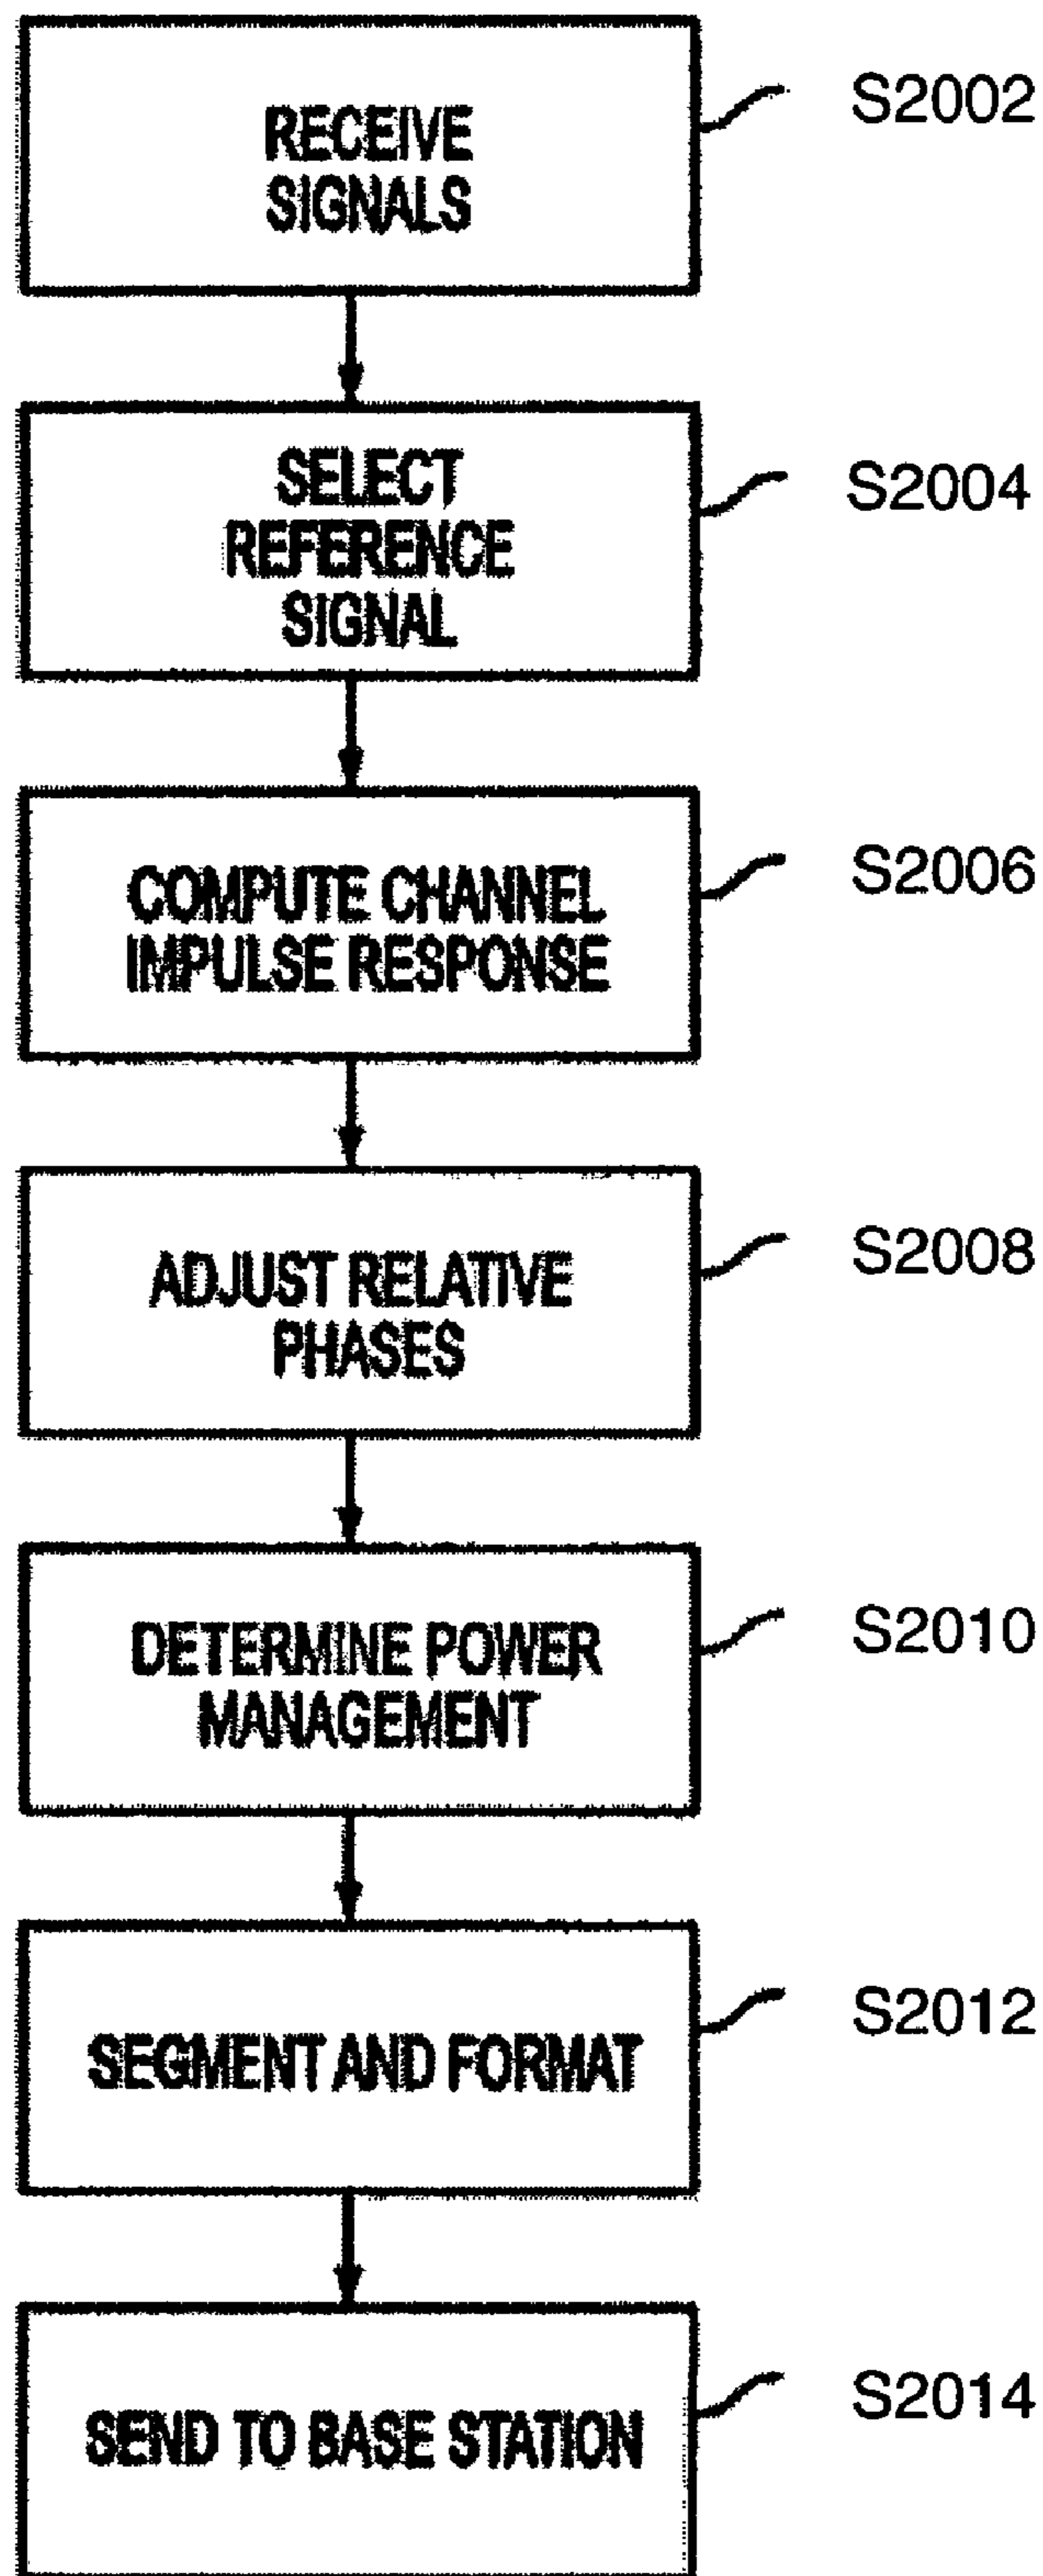 RECEIVE
SIGNALS
S2002
SELECT
REFERENCE
SIGNAL
S2004
COMPUTE CHANNEL
IMPULSE RESPONSE
S2006
ADJUST RELATIVE
PHASES
S2008
DETERMINE POWER
MANAGEMENT
S2010
SEGMENT AND FORMAT
S2012
SEND TO BASE STATION
S2014